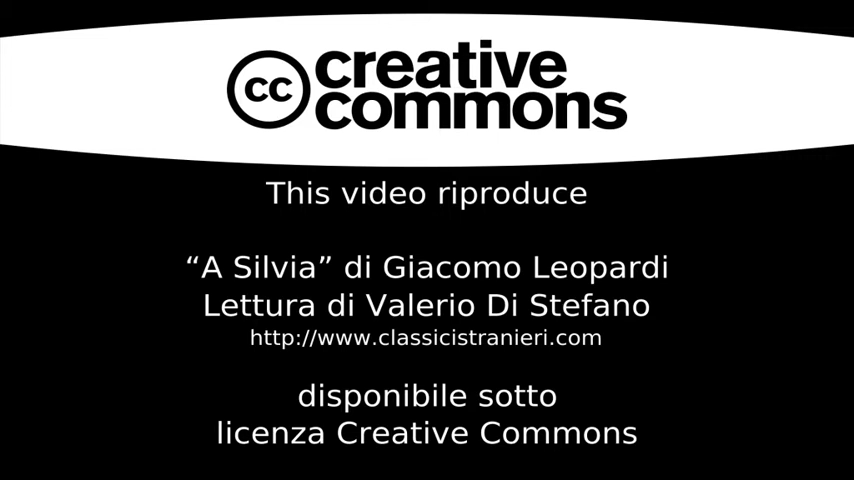 cc creative
commons
This video riproduce
“A Silvia” di Giacomo Leopardi
Lettura di Valerio Di Stefano
http://www.classicistranieri.com
disponibile sotto
licenza Creative Commons